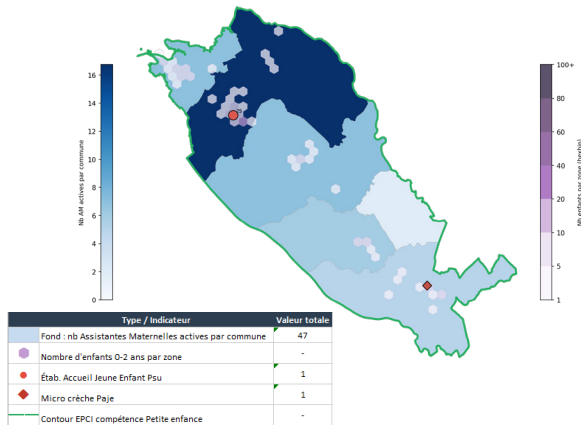 16
14
12
10
8
6
4
2
0
Nb AM actives par commune
100+
80
60
40
20
10
5
1
Nb enfants par zone (hexbin)
Type / Indicateur Valeur totale
Fond : nb Assistantes Maternelles actives par commune 47
Nombre d'enfants 0-2 ans par zone -
Étab. Accueil Jeune Enfant Psu 1
Micro crèche Paje 1
Contour EPCI compétence Petite enfance -